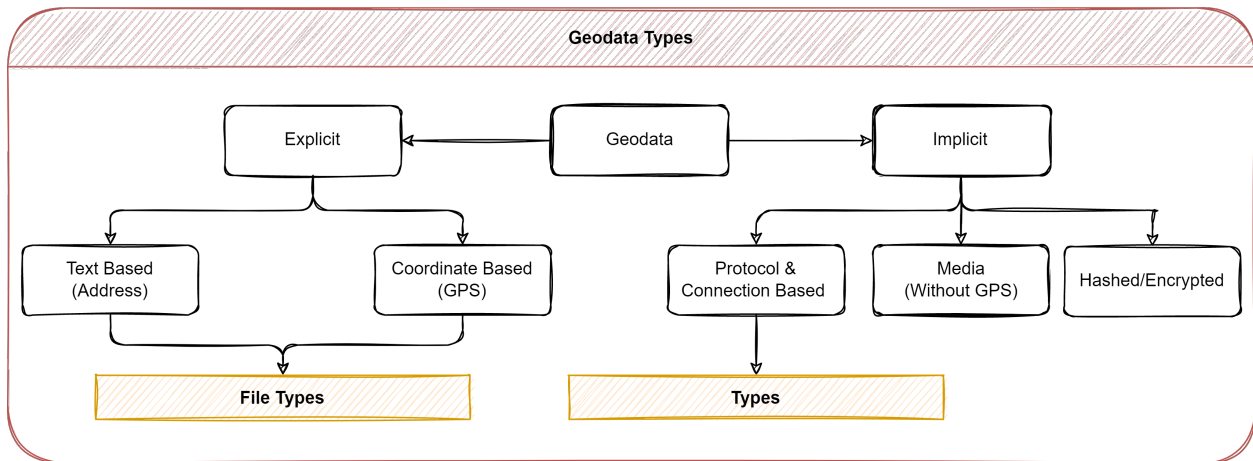 Geodata Types
Explicit
Geodata
Implicit
Text Based
(Address)
Coordinate Based
(GPS)
Protocol &
Connection Based
Media
(Without GPS)
Hashed/Encrypted
File Types
Types